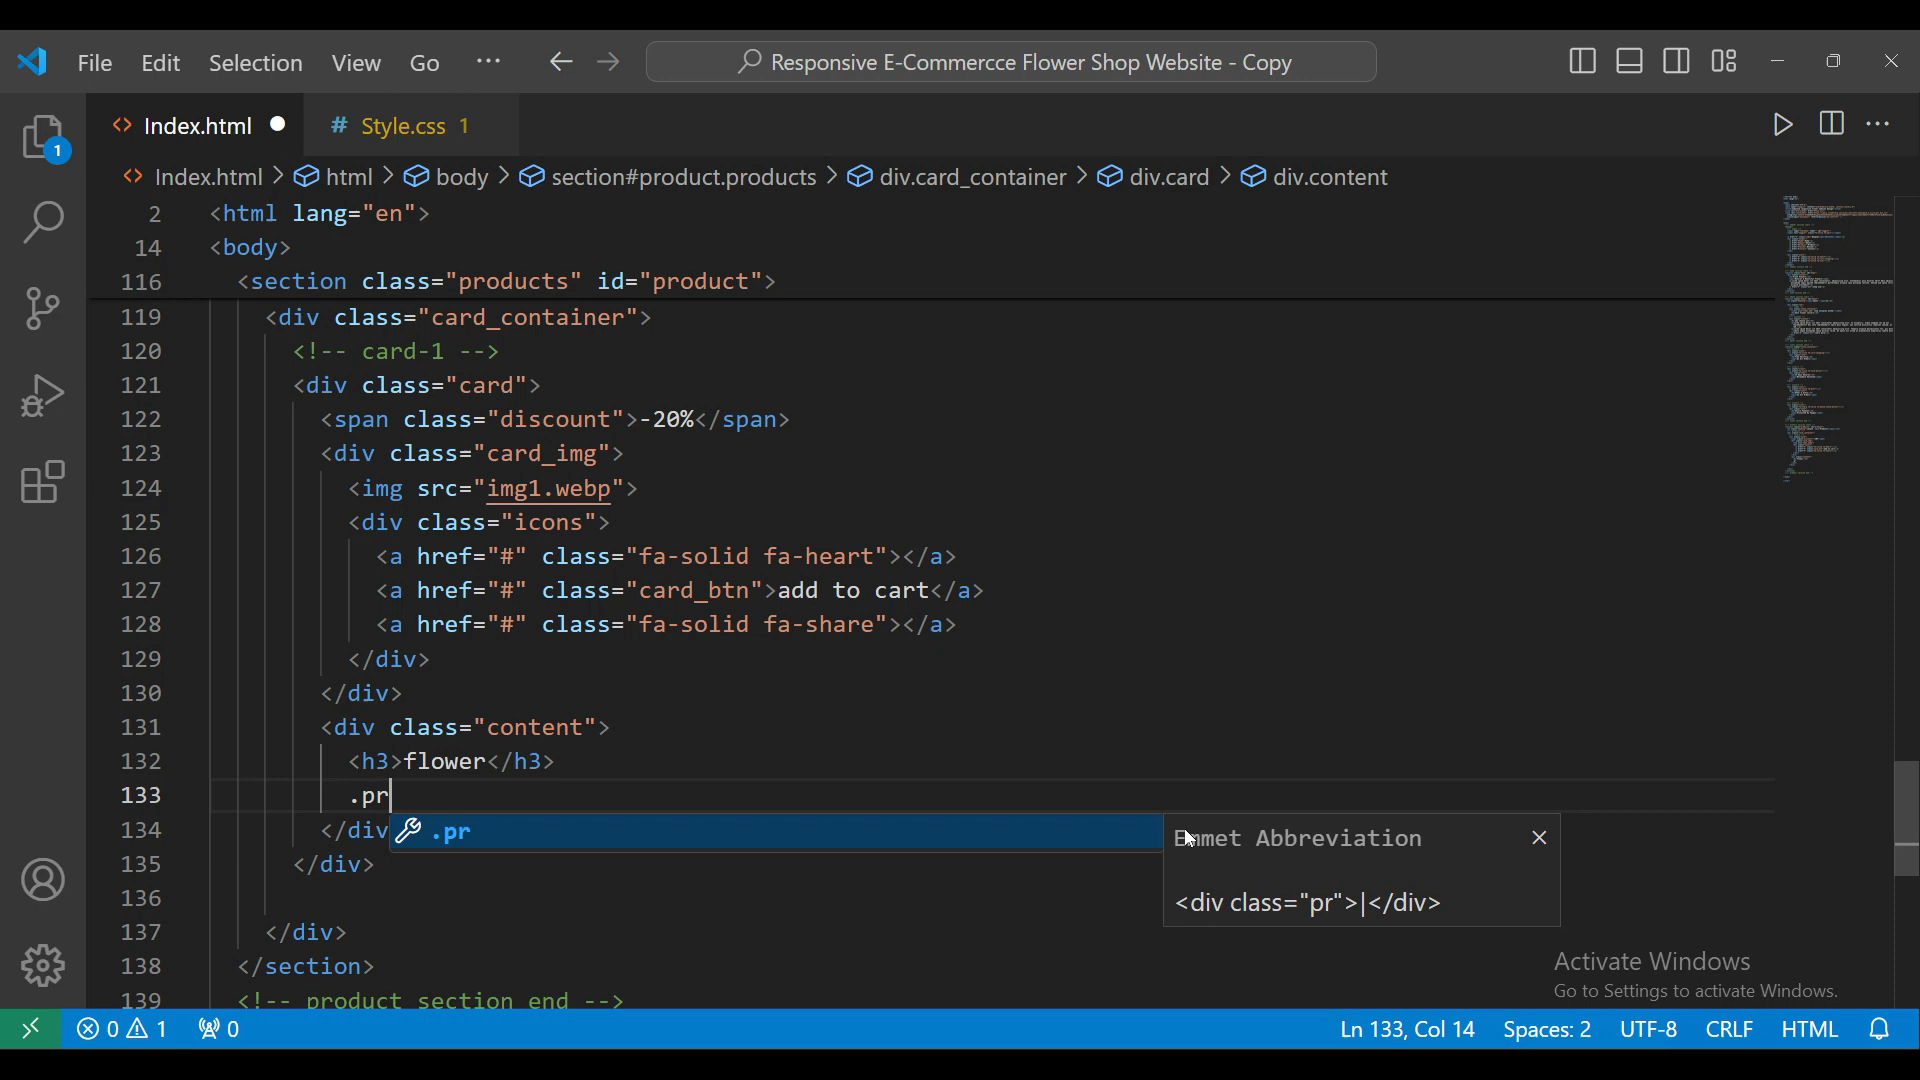 File Edit Selection View Go ··· Responsive E-Commercce Flower Shop Website - Copy
Index.html Style.css 1
1
Index.html > html > body > section#product.products > div.card_container > div.card > div.content
2 <html lang="en">
14 <body>
116 <section class="products" id="product">
119 <div class="card_container">
120 <!-- card-1 -->
121 <div class="card">
122 <span class="discount">-20%</span>
123 <div class="card_img">
124 <img src="img1.webp">
125 <div class="icons">
126 <a href="#" class="fa-solid fa-heart"></a>
127 <a href="#" class="card_btn">add to cart</a>
128 <a href="#" class="fa-solid fa-share"></a>
129 </div>
130 </div>
131 <div class="content">
132 <h3>flower</h3>
133 .pr
134 </div
.pr
Emmet Abbreviation
<div class="pr">|</div>
135 </div>
136
137 </div>
138 </section>
139 <!-- product section end -->
Activate Windows
Go to Settings to activate Windows.
0 1 0 Ln 133, Col 14 Spaces: 2 UTF-8 CRLF HTML